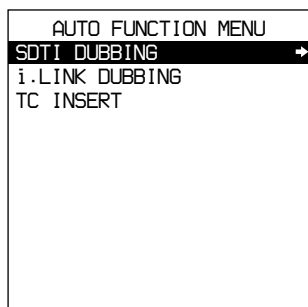 AUTO FUNCTION MENU
SDTI DUBBING →
i.LINK DUBBING
TC INSERT